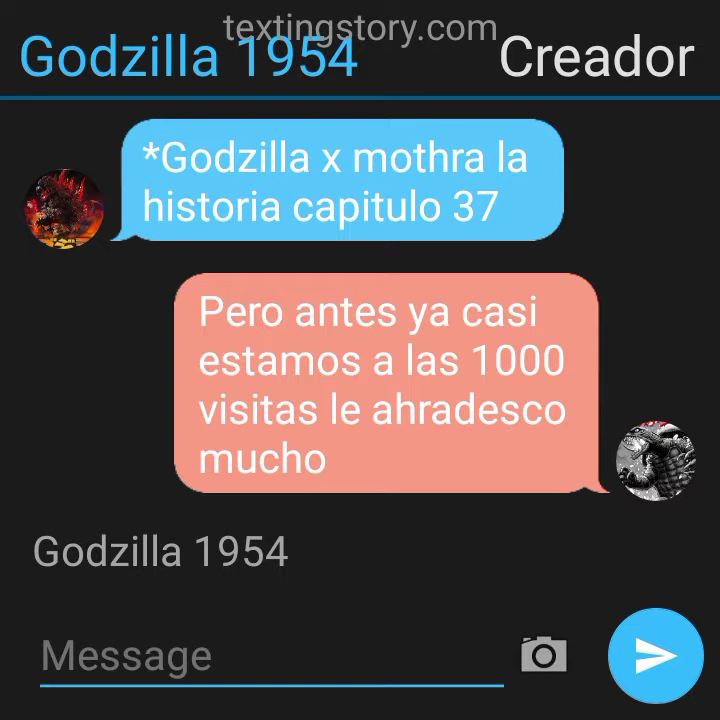 textingstory.com
Godzilla 1954
Creador
*Godzilla x mothra la
historia capitulo 37
Pero antes ya casi
estamos a las 1000
visitas le ahradesco
mucho
Godzilla 1954
Message